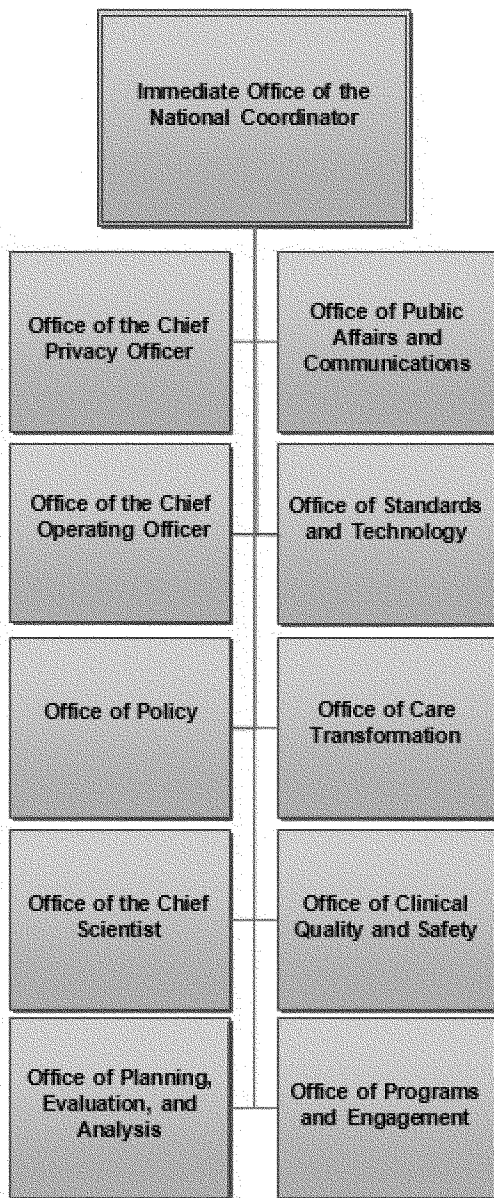 Immediate Office of the
National Coordinator
Office of the Chief
Privacy Officer
Office of Public
Affairs and
Communications
Office of the Chief
Operating Officer
Office of Standards
and Technology
Office of Policy
Office of Care
Transformation
Office of the Chief
Scientist
Office of Clinical
Quality and Safety
Office of Planning,
Evaluation, and
Analysis
Office of Programs
and Engagement